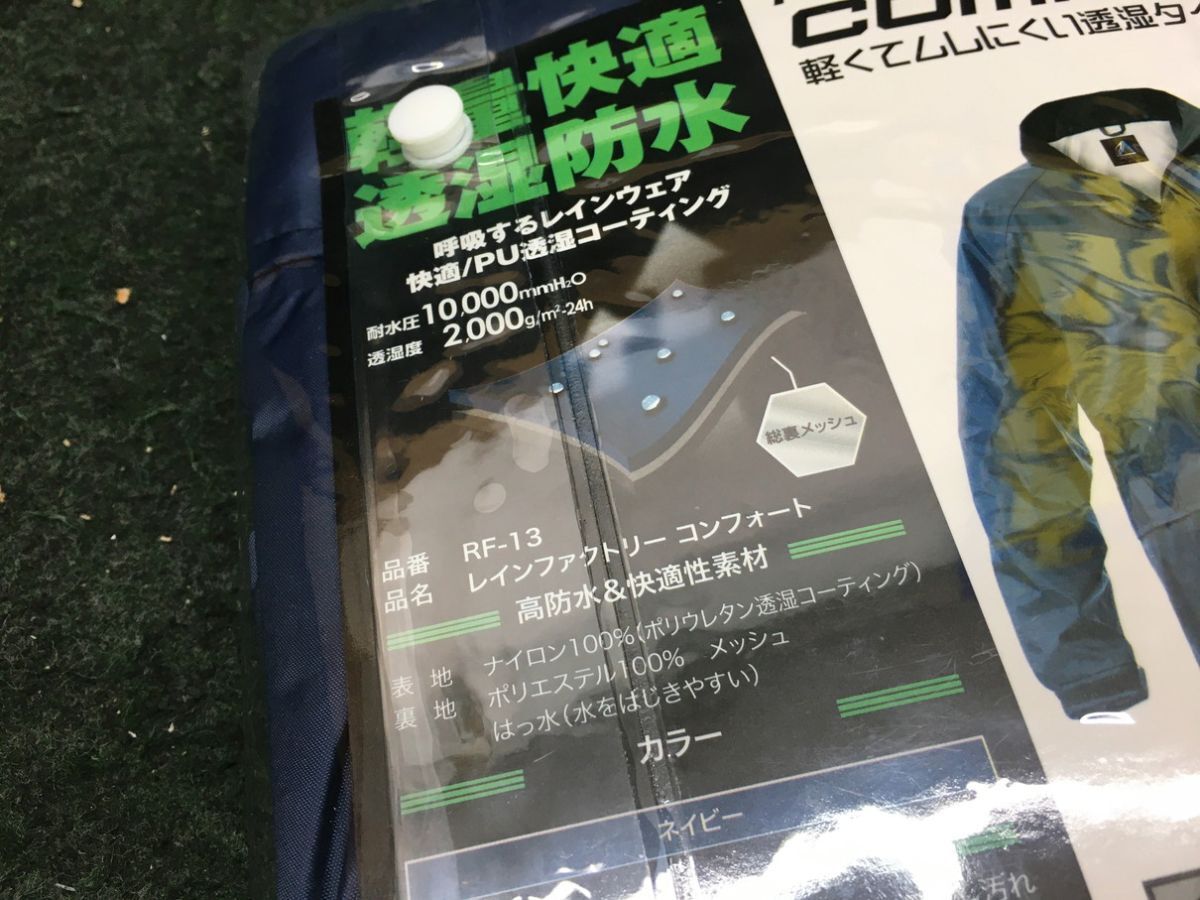 軽量快適
透湿防水
呼吸するレインウェア
快適/PU透湿コーティング
耐水圧 10,000mmH₂O
透湿度 2,000g/m²-24h
総裏メッシュ
品番 RF-13
品名 レインファクトリー コンフォート
高防水&快適性素材
表地 ナイロン100%(ポリウレタン透湿コーティング)
裏地 ポリエステル100% メッシュ
はっ水(水をはじきやすい)
カラー
ネイビー
汚れ
軽くてムレにくい透湿タイ